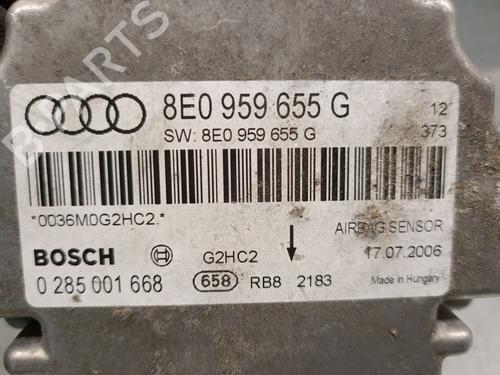 8E0 959 655 G
12
SW: 8E0 959 655 G
373
*0036M0G2HC2.*
AIRBAG SENSOR
BOSCH
G2HC2
17.07.2006
0 285 001 668
658
RB8 2183
Made in Hungary
PARTS